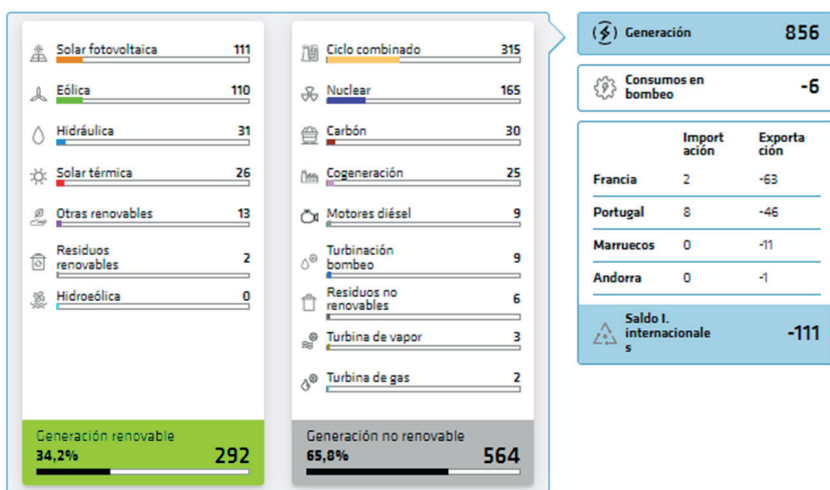 Solar fotovoltaica 111
Eólica 110
Hidráulica 31
Solar térmica 26
Otras renovables 13
Residuos
renovables 2
Hidroeólica 0
Generación renovable
34,2% 292
Ciclo combinado 315
Nuclear 165
Carbón 30
Cogeneración 25
Motores diésel 9
Turbinación
bombeo 9
Residuos no
renovables 6
Turbina de vapor 3
Turbina de gas 2
Generación no renovable
65,8% 564
Generación 856
Consumos en
bombeo -6
Import Exporta
ación ción
Francia 2 -63
Portugal 8 -46
Marruecos 0 -11
Andorra 0 -1
Saldo I.
internacionale -111
s